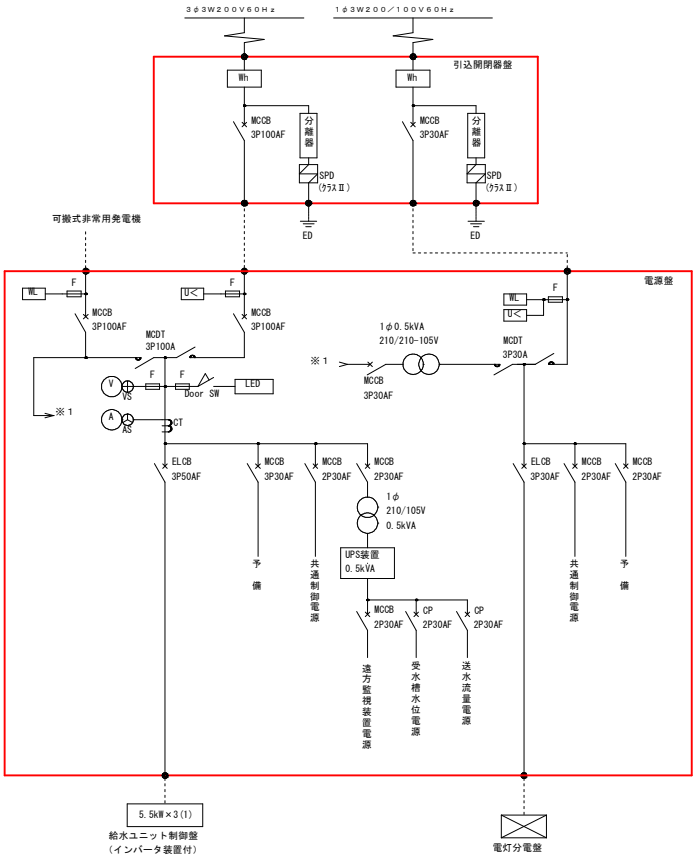 3φ3W200V60Hz
1φ3W200/100V60Hz
引込開閉器盤
Wh
Wh
MCCB
3P100AF
分離器
MCCB
3P30AF
分離器
SPD
(クラスⅡ)
SPD
(クラスⅡ)
可搬式非常用発電機
ED
ED
電源盤
WL
F
U<
F
WL
F
U<
MCCB
3P100AF
MCCB
3P100AF
MCDT
3P100A
1φ0.5kVA
210/210-105V
MCDT
3P30A
※1
MCCB
3P30AF
V
VS
F
F
Door SW
LED
※1
A
AS
CT
ELCB
3P50AF
MCCB
3P30AF
MCCB
2P30AF
MCCB
2P30AF
ELCB
3P30AF
MCCB
2P30AF
MCCB
2P30AF
1φ
210/105V
0.5kVA
UPS装置
0.5kVA
予備
共通制御電源
共通制御電源
予備
MCCB
2P30AF
CP
2P30AF
CP
2P30AF
遠方監視装置電源
受水槽水位電源
送水流量電源
5.5kW×3(1)
給水ユニット制御盤
(インバータ装置付)
電灯分電盤